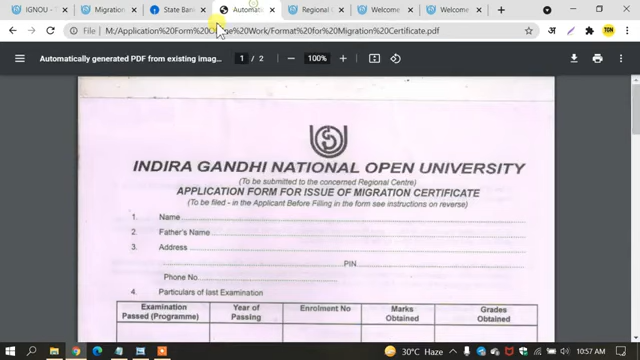 IGNOU - T
Migration
State Ban
Automatic
Regional C
Welcome
Welcome
File | M:/Application%20Form%20%20Work/Format%20for%20Migration%20Certificate.pdf
Automatically generated PDF from existing imag...
1 / 2
100%
INDIRA GANDHI NATIONAL OPEN UNIVERSITY
(To be submitted to the concerned Regional Centre)
APPLICATION FORM FOR ISSUE OF MIGRATION CERTIFICATE
(To be filed - in the Applicant Before Filling in the form see instructions on reverse)
1. Name
2. Father's Name
3. Address
PIN
Phone No
4. Particulars of last Examination
Examination Passed (Programme)
Year of Passing
Enrolment No
Marks Obtained
Grades Obtained
30°C Haze
ENG
10:57 AM